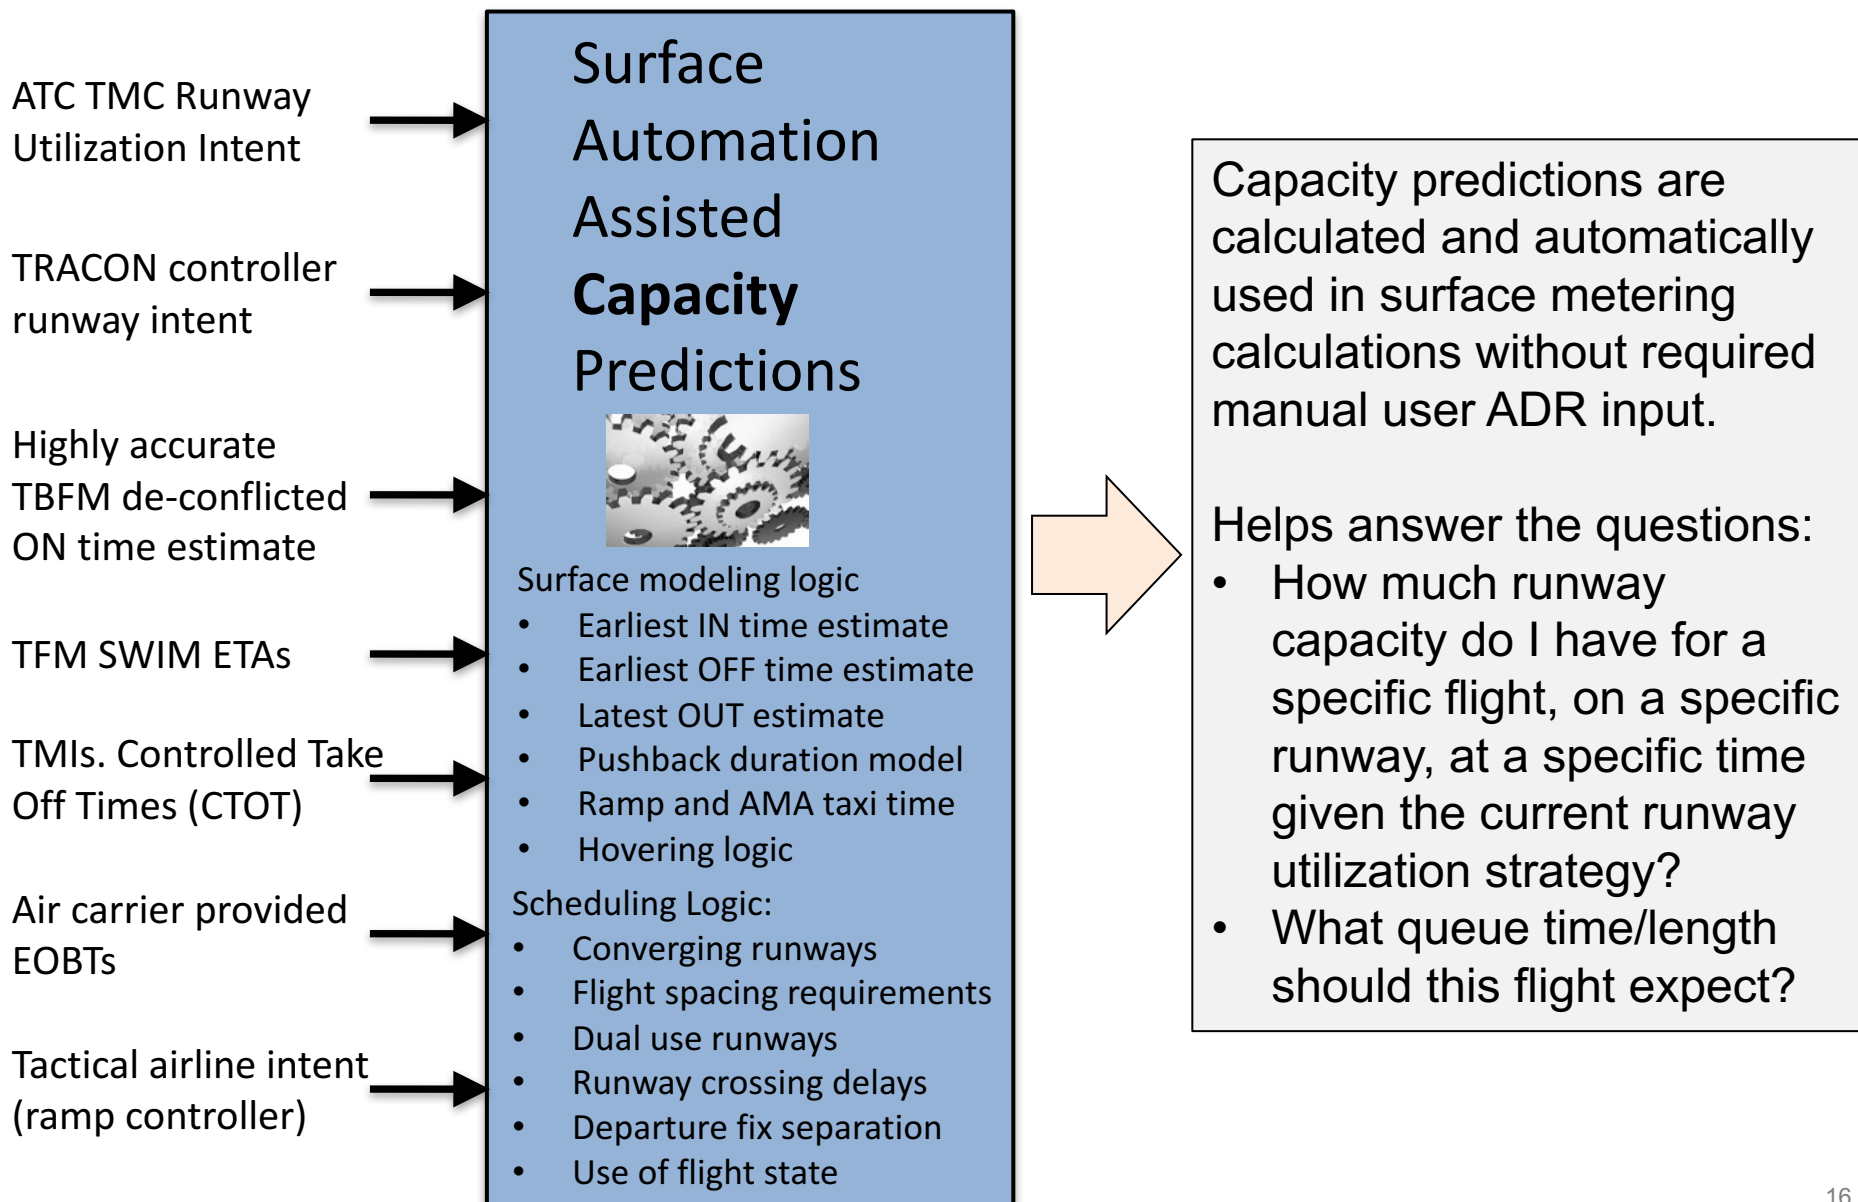 ATC TMC Runway
Utilization Intent
TRACON controller
runway intent
Highly accurate
TBFM de-conflicted
ON time estimate
TFM SWIM ETAs
TMIs. Controlled Take
Off Times (CTOT)
Air carrier provided
EOBTs
Tactical airline intent
(ramp controller)
Surface
Automation
Assisted
Capacity
Predictions
Surface modeling logic
• Earliest IN time estimate
• Earliest OFF time estimate
• Latest OUT estimate
• Pushback duration model
• Ramp and AMA taxi time
• Hovering logic
Scheduling Logic:
• Converging runways
• Flight spacing requirements
• Dual use runways
• Runway crossing delays
• Departure fix separation
• Use of flight state
Capacity predictions are
calculated and automatically
used in surface metering
calculations without required
manual user ADR input.
Helps answer the questions:
• How much runway
capacity do I have for a
specific flight, on a specific
runway, at a specific time
given the current runway
utilization strategy?
• What queue time/length
should this flight expect?
16